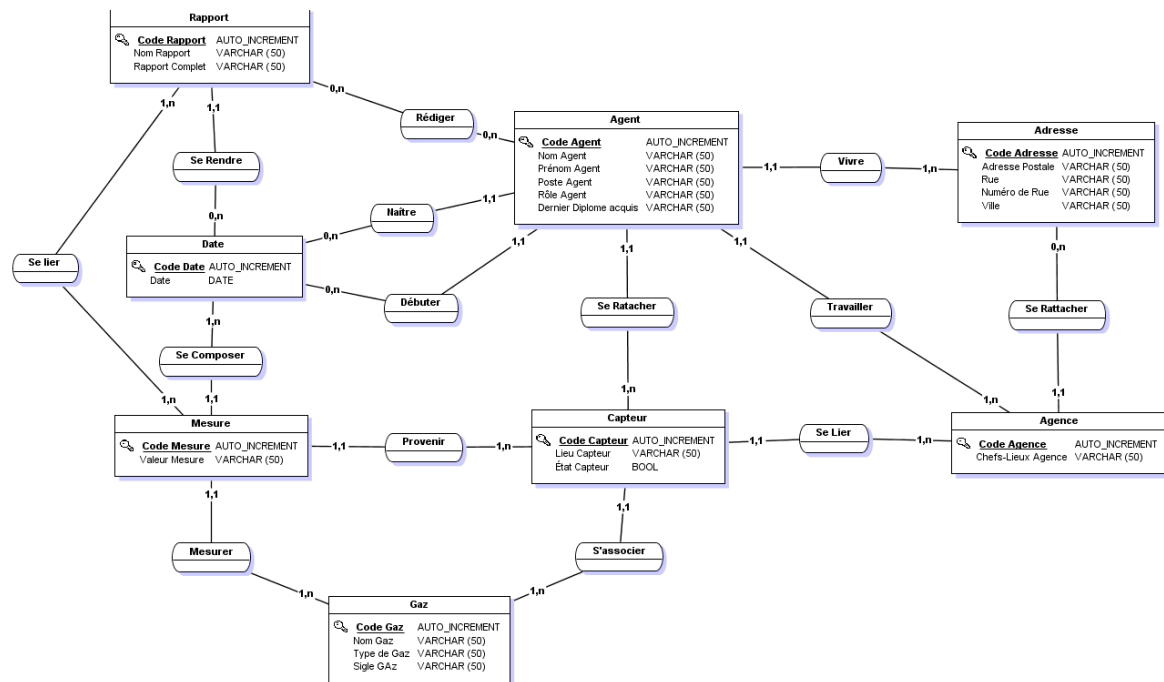 Rapport
Code Rapport AUTO_INCREMENT
Nom Rapport VARCHAR (50)
Rapport Complet VARCHAR (50)
1,n
1,1
0,n
Rédiger
0,n
Agent
Code Agent AUTO_INCREMENT
Nom Agent VARCHAR (50)
Prénom Agent VARCHAR (50)
Poste Agent VARCHAR (50)
Rôle Agent VARCHAR (50)
Dernier Diplome acquis VARCHAR (50)
1,1
Vivre
1,n
Adresse
Code Adresse AUTO_INCREMENT
Adresse Postale VARCHAR (50)
Rue VARCHAR (50)
Numéro de Rue VARCHAR (50)
Ville VARCHAR (50)
Se Rendre
0,n
Naître
1,1
0,n
Date
Code Date AUTO_INCREMENT
Date DATE
Se lier
1,1
1,1
1,1
0,n
0,n
Débuter
Se Ratacher
Travailler
Se Rattacher
1,n
Se Composer
1,1
1,n
1,n
1,n
1,1
Mesure
Code Mesure AUTO_INCREMENT
Valeur Mesure VARCHAR (50)
1,1
Provenir
1,n
Capteur
Code Capteur AUTO_INCREMENT
Lieu Capteur VARCHAR (50)
État Capteur BOOL
1,1
Se Lier
1,n
Agence
Code Agence AUTO_INCREMENT
Chefs-Lieux Agence VARCHAR (50)
1,1
1,1
Mesurer
S'associer
1,n
1,n
Gaz
Code Gaz AUTO_INCREMENT
Nom Gaz VARCHAR (50)
Type de Gaz VARCHAR (50)
Sigle GAz VARCHAR (50)